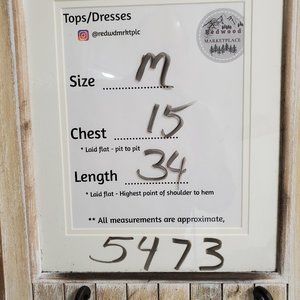 Tops/Dresses
@redwdmrktplc
Redwood
MARKETPLACE
Size M
Chest 15
* Laid flat - pit to pit
Length 34
* Laid flat - Highest point of shoulder to hem
** All measurements are approximate,
5473